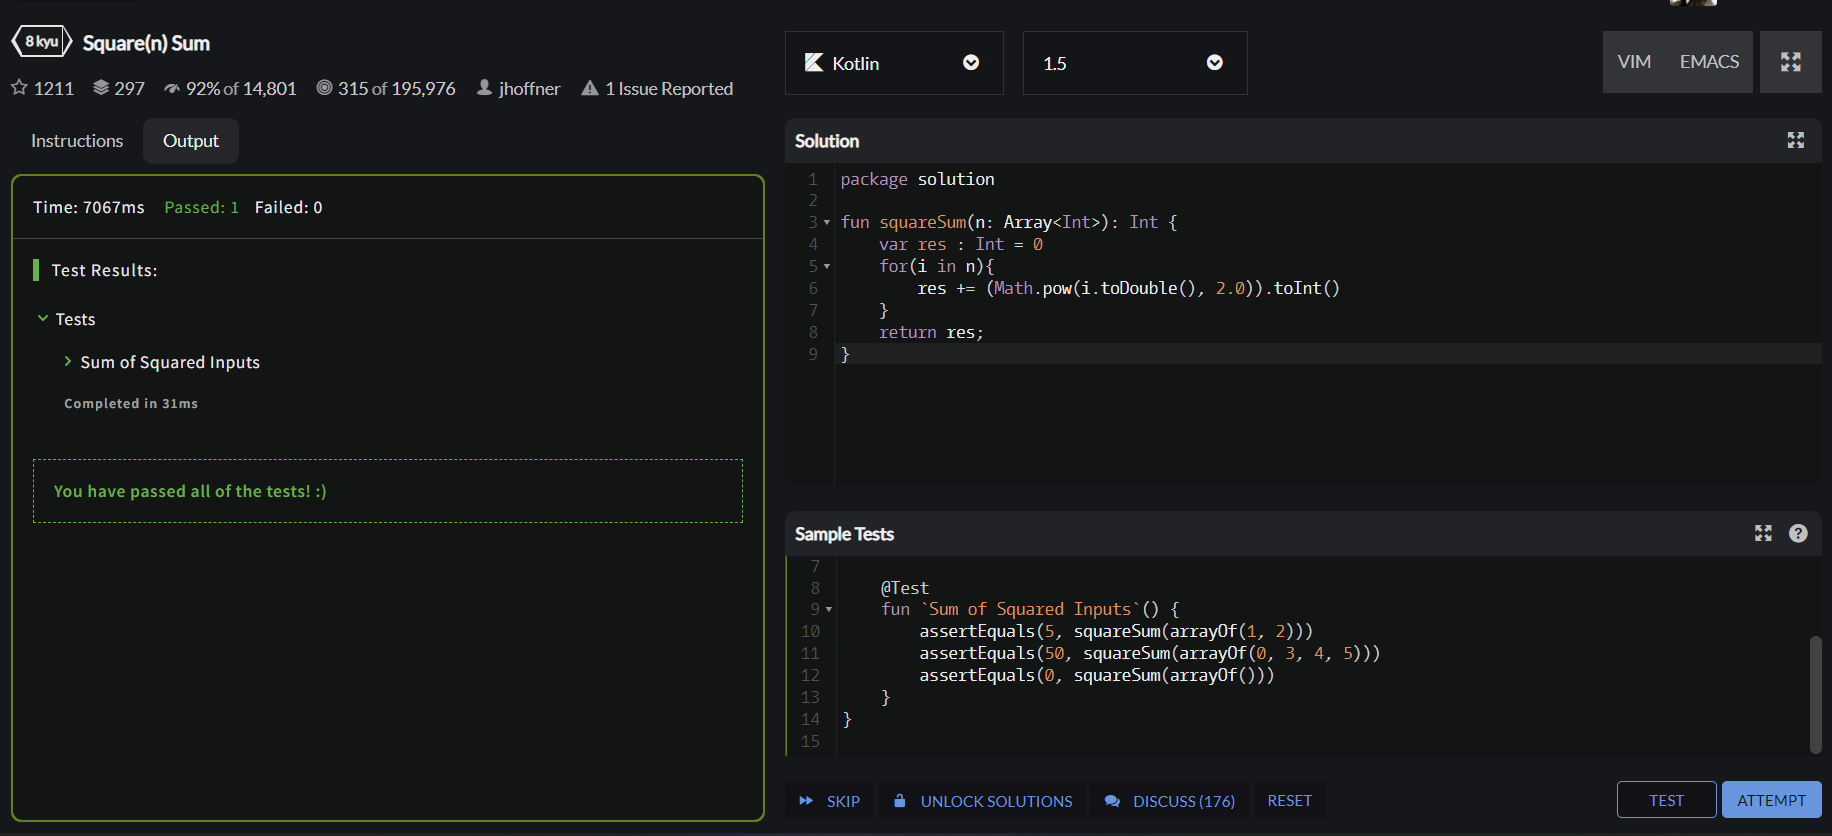 8 kyu Square(n) Sum
1211 297 92% of 14,801 315 of 195,976 jhoffner 1 Issue Reported
Instructions Output
Time: 7067ms Passed: 1 Failed: 0
Test Results:
Tests
Sum of Squared Inputs
Completed in 31ms
You have passed all of the tests! :)
Kotlin 1.5 VIM EMACS
Solution
1 package solution
2
3 fun squareSum(n: Array<Int>): Int {
4     var res : Int = 0
5     for(i in n){
6         res += (Math.pow(i.toDouble(), 2.0)).toInt()
7     }
8     return res;
9 }
Sample Tests
7
8     @Test
9     fun `Sum of Squared Inputs`() {
10         assertEquals(5, squareSum(arrayOf(1, 2)))
11         assertEquals(50, squareSum(arrayOf(0, 3, 4, 5)))
12         assertEquals(0, squareSum(arrayOf()))
13     }
14 }
15
SKIP UNLOCK SOLUTIONS DISCUSS (176) RESET TEST ATTEMPT